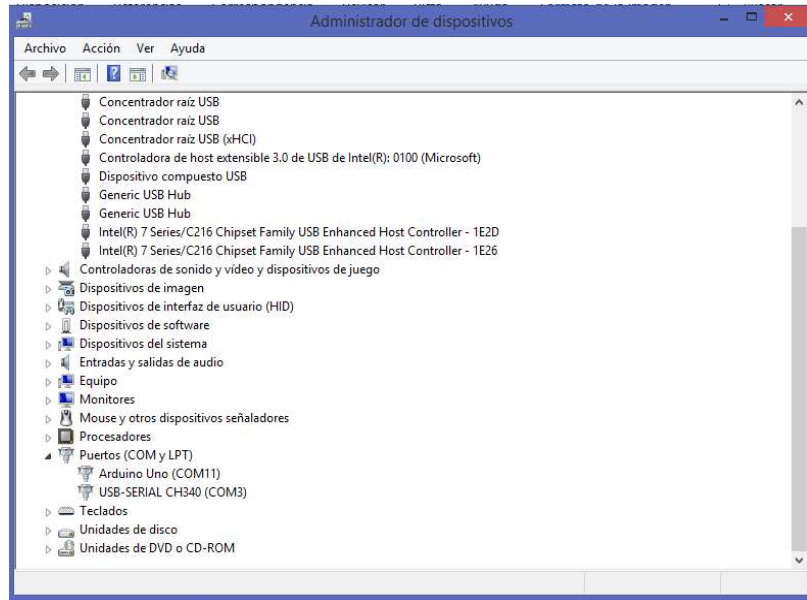 Administrador de dispositivos
Archivo Acción Ver Ayuda
Concentrador raíz USB
Concentrador raíz USB
Concentrador raíz USB (xHCI)
Controladora de host extensible 3.0 de USB de Intel(R): 0100 (Microsoft)
Dispositivo compuesto USB
Generic USB Hub
Generic USB Hub
Intel(R) 7 Series/C216 Chipset Family USB Enhanced Host Controller - 1E2D
Intel(R) 7 Series/C216 Chipset Family USB Enhanced Host Controller - 1E26
Controladoras de sonido y vídeo y dispositivos de juego
Dispositivos de imagen
Dispositivos de interfaz de usuario (HID)
Dispositivos de software
Dispositivos del sistema
Entradas y salidas de audio
Equipo
Monitores
Mouse y otros dispositivos señaladores
Procesadores
Puertos (COM y LPT)
Arduino Uno (COM11)
USB-SERIAL CH340 (COM3)
Teclados
Unidades de disco
Unidades de DVD o CD-ROM